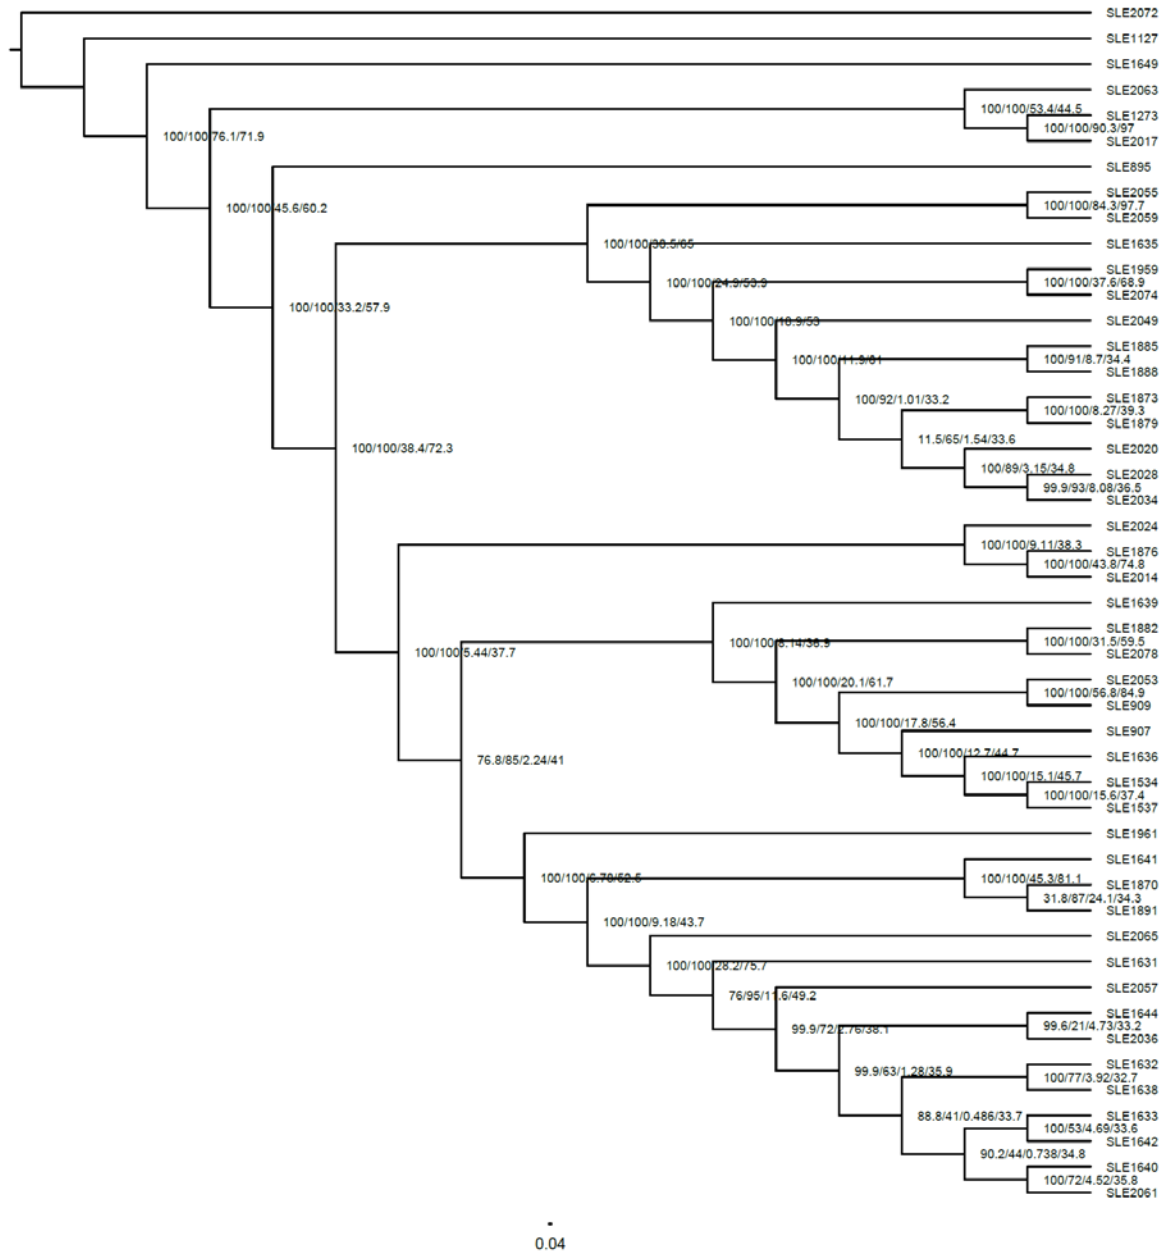 SLE2072
SLE1127
SLE1649
SLE2063
100/100/53.4/44.5
SLE1273
100/100/90.3/97
100/100/76.1/71.9
SLE2017
SLE895
SLE2055
100/100/84.3/97.7
100/100/45.6/60.2
SLE2059
100/100/38.5/65
SLE1635
SLE1959
100/100/24.9/53.9
100/100/37.6/68.9
SLE2074
100/100/33.2/57.9
100/100/18.9/53
SLE2049
SLE1885
100/100/11.9/61
100/91/8.7/34.4
SLE1888
SLE1873
100/92/1.01/33.2
100/100/8.27/39.3
SLE1879
11.5/65/1.54/33.6
SLE2020
100/100/38.4/72.3
100/89/3.15/34.8
SLE2028
99.9/93/8.08/36.5
SLE2034
SLE2024
100/100/9.11/38.3
SLE1876
100/100/43.8/74.8
SLE2014
SLE1639
SLE1882
100/100/8.14/36.9
100/100/31.5/59.5
100/100/5.44/37.7
SLE2078
SLE2053
100/100/20.1/61.7
100/100/56.8/84.9
SLE909
100/100/17.8/56.4
SLE907
100/100/12.7/44.7
SLE1636
76.8/85/2.24/41
100/100/15.1/45.7
SLE1534
100/100/15.6/37.4
SLE1537
SLE1961
SLE1641
100/100/6.78/52.5
100/100/45.3/81.1
SLE1870
31.8/87/24.1/34.3
SLE1891
100/100/9.18/43.7
SLE2065
SLE1631
100/100/28.2/75.7
SLE2057
76/95/11.6/49.2
SLE1644
99.9/72/2.76/38.1
99.6/21/4.73/33.2
SLE2036
SLE1632
99.9/63/1.28/35.9
100/77/3.92/32.7
SLE1638
88.8/41/0.486/33.7
SLE1633
100/53/4.69/33.6
SLE1642
90.2/44/0.738/34.8
SLE1640
100/72/4.52/35.8
SLE2061
0.04